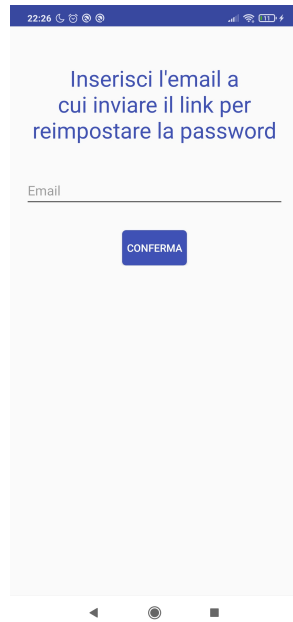 22:26
Inserisci l'email a
cui inviare il link per
reimpostare la password
Email
CONFERMA